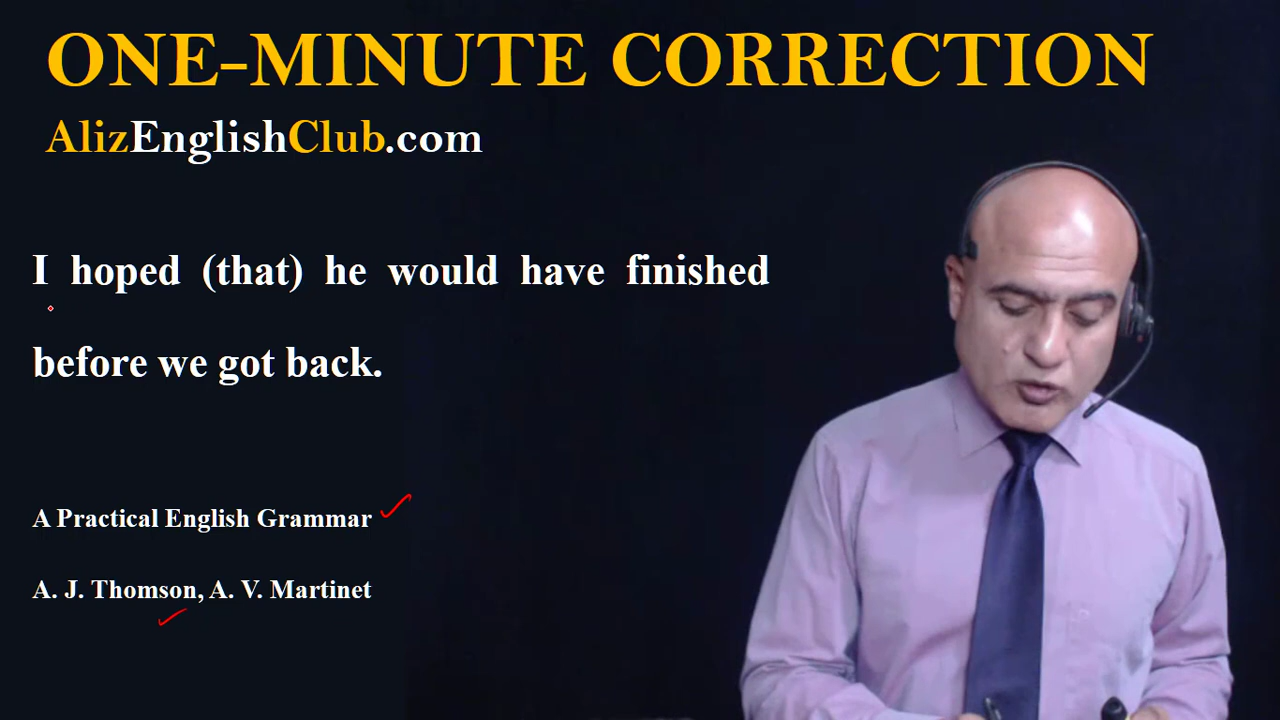 ONE-MINUTE CORRECTION
AlizEnglishClub.com
I hoped (that) he would have finished
before we got back.
A Practical English Grammar
A. J. Thomson, A. V. Martinet